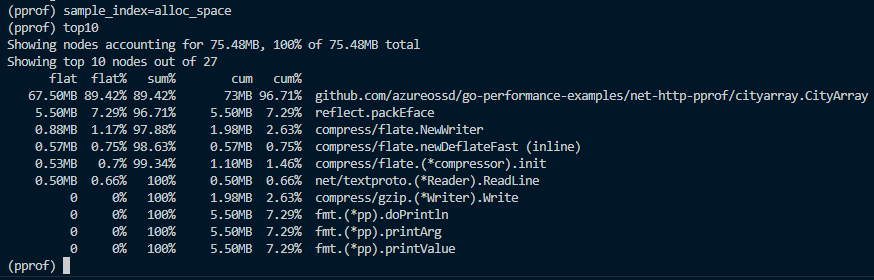 (pprof) sample_index=alloc_space
(pprof) top10
Showing nodes accounting for 75.48MB, 100% of 75.48MB total
Showing top 10 nodes out of 27
flat flat% sum% cum cum%
67.50MB 89.42% 89.42% 73MB 96.71% github.com/azureossd/go-performance-examples/net-http-pprof/cityarray.CityArray
5.50MB 7.29% 96.71% 5.50MB 7.29% reflect.packEface
0.88MB 1.17% 97.88% 1.98MB 2.63% compress/flate.NewWriter
0.57MB 0.75% 98.63% 0.57MB 0.75% compress/flate.newDeflateFast (inline)
0.53MB 0.7% 99.34% 1.10MB 1.46% compress/flate.(*compressor).init
0.50MB 0.66% 100% 0.50MB 0.66% net/textproto.(*Reader).ReadLine
0 0% 100% 1.98MB 2.63% compress/gzip.(*Writer).Write
0 0% 100% 5.50MB 7.29% fmt.(*pp).doPrintln
0 0% 100% 5.50MB 7.29% fmt.(*pp).printArg
0 0% 100% 5.50MB 7.29% fmt.(*pp).printValue
(pprof)